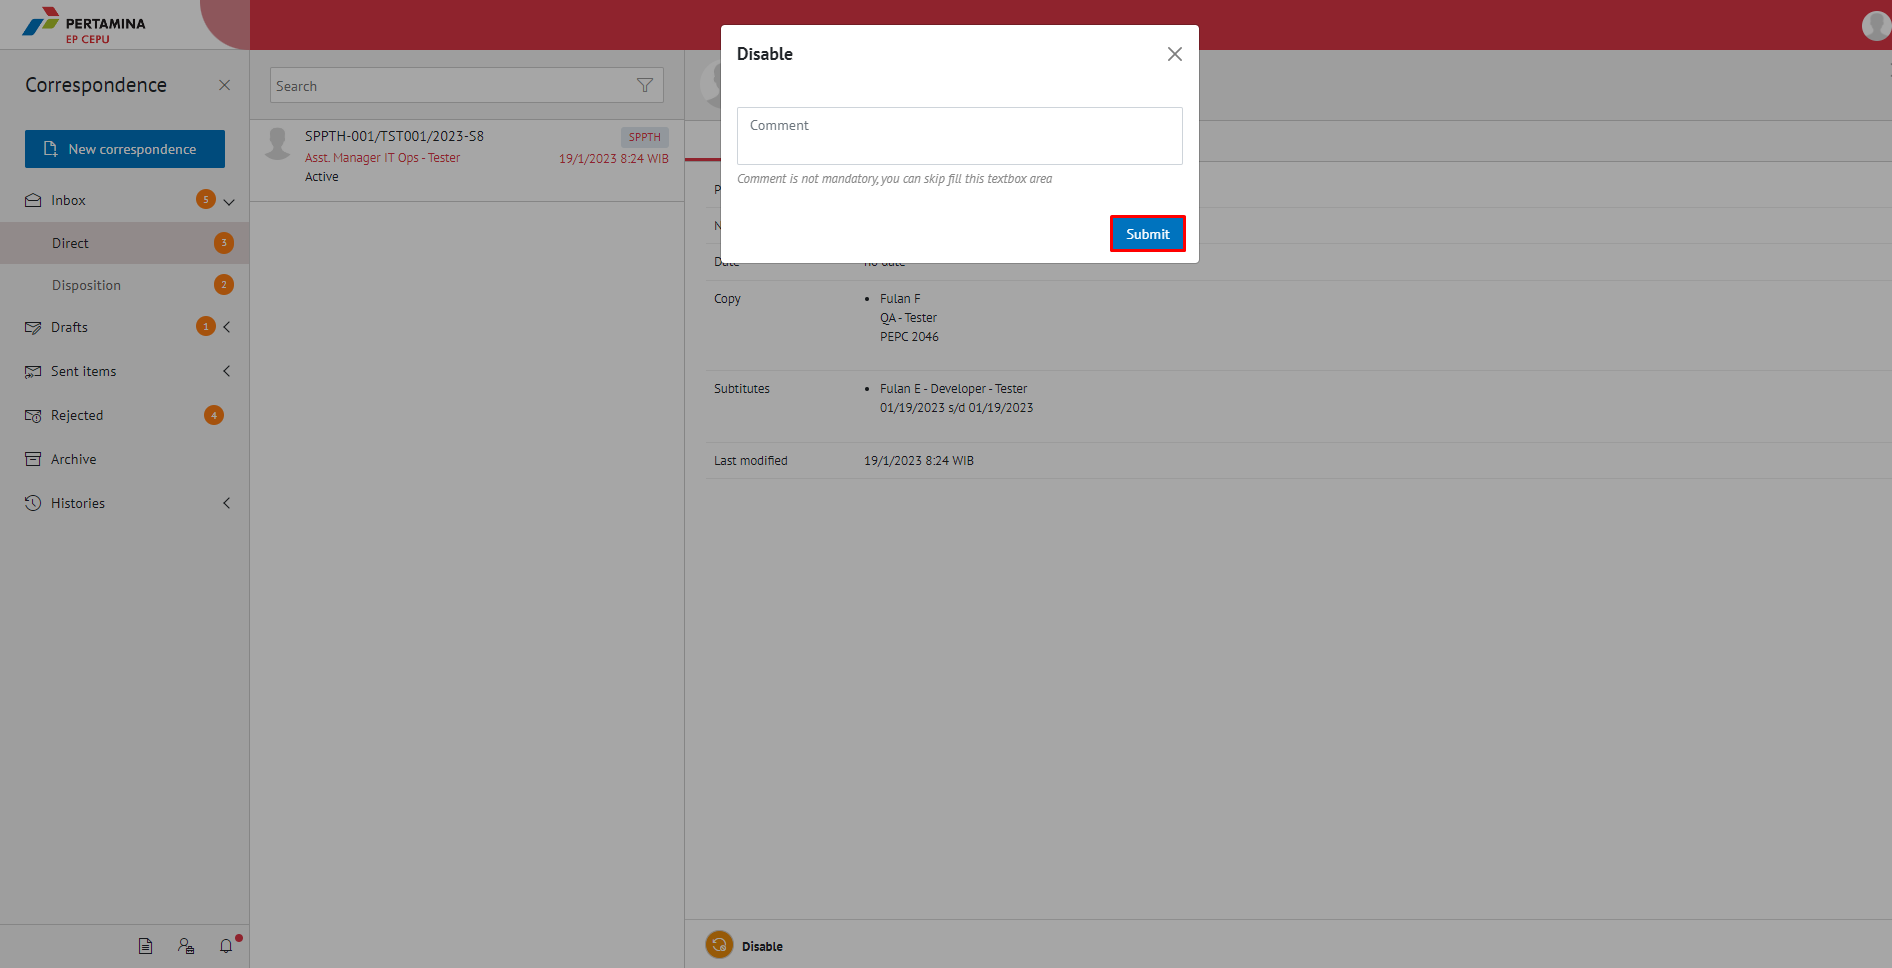 PERTAMINA
EP CEPU
Correspondence
New correspondence
Inbox 5
Direct 3
Disposition 2
Drafts 1
Sent items
Rejected 4
Archive
Histories
Search
SPPTH-001/TST001/2023-S8 SPPTH
Asst. Manager IT Ops - Tester 19/1/2023 8:24 WIB
Active
Disable
Comment
Comment is not mandatory, you can skip fill this textbox area
Submit
P
N
Date no date
Copy • Fulan F
QA - Tester
PEPC 2046
Subtitutes • Fulan E - Developer - Tester
01/19/2023 s/d 01/19/2023
Last modified 19/1/2023 8:24 WIB
Disable